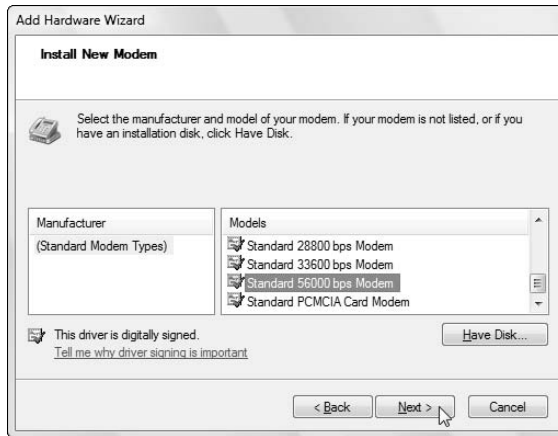 Add Hardware Wizard
Install New Modem
Select the manufacturer and model of your modem. If your modem is not listed, or if you
have an installation disk, click Have Disk.
Manufacturer
(Standard Modem Types)
Models
Standard 28800 bps Modem
Standard 33600 bps Modem
Standard 56000 bps Modem
Standard PCMCIA Card Modem
This driver is digitally signed.
Tell me why driver signing is important
Have Disk...
< Back
Next >
Cancel